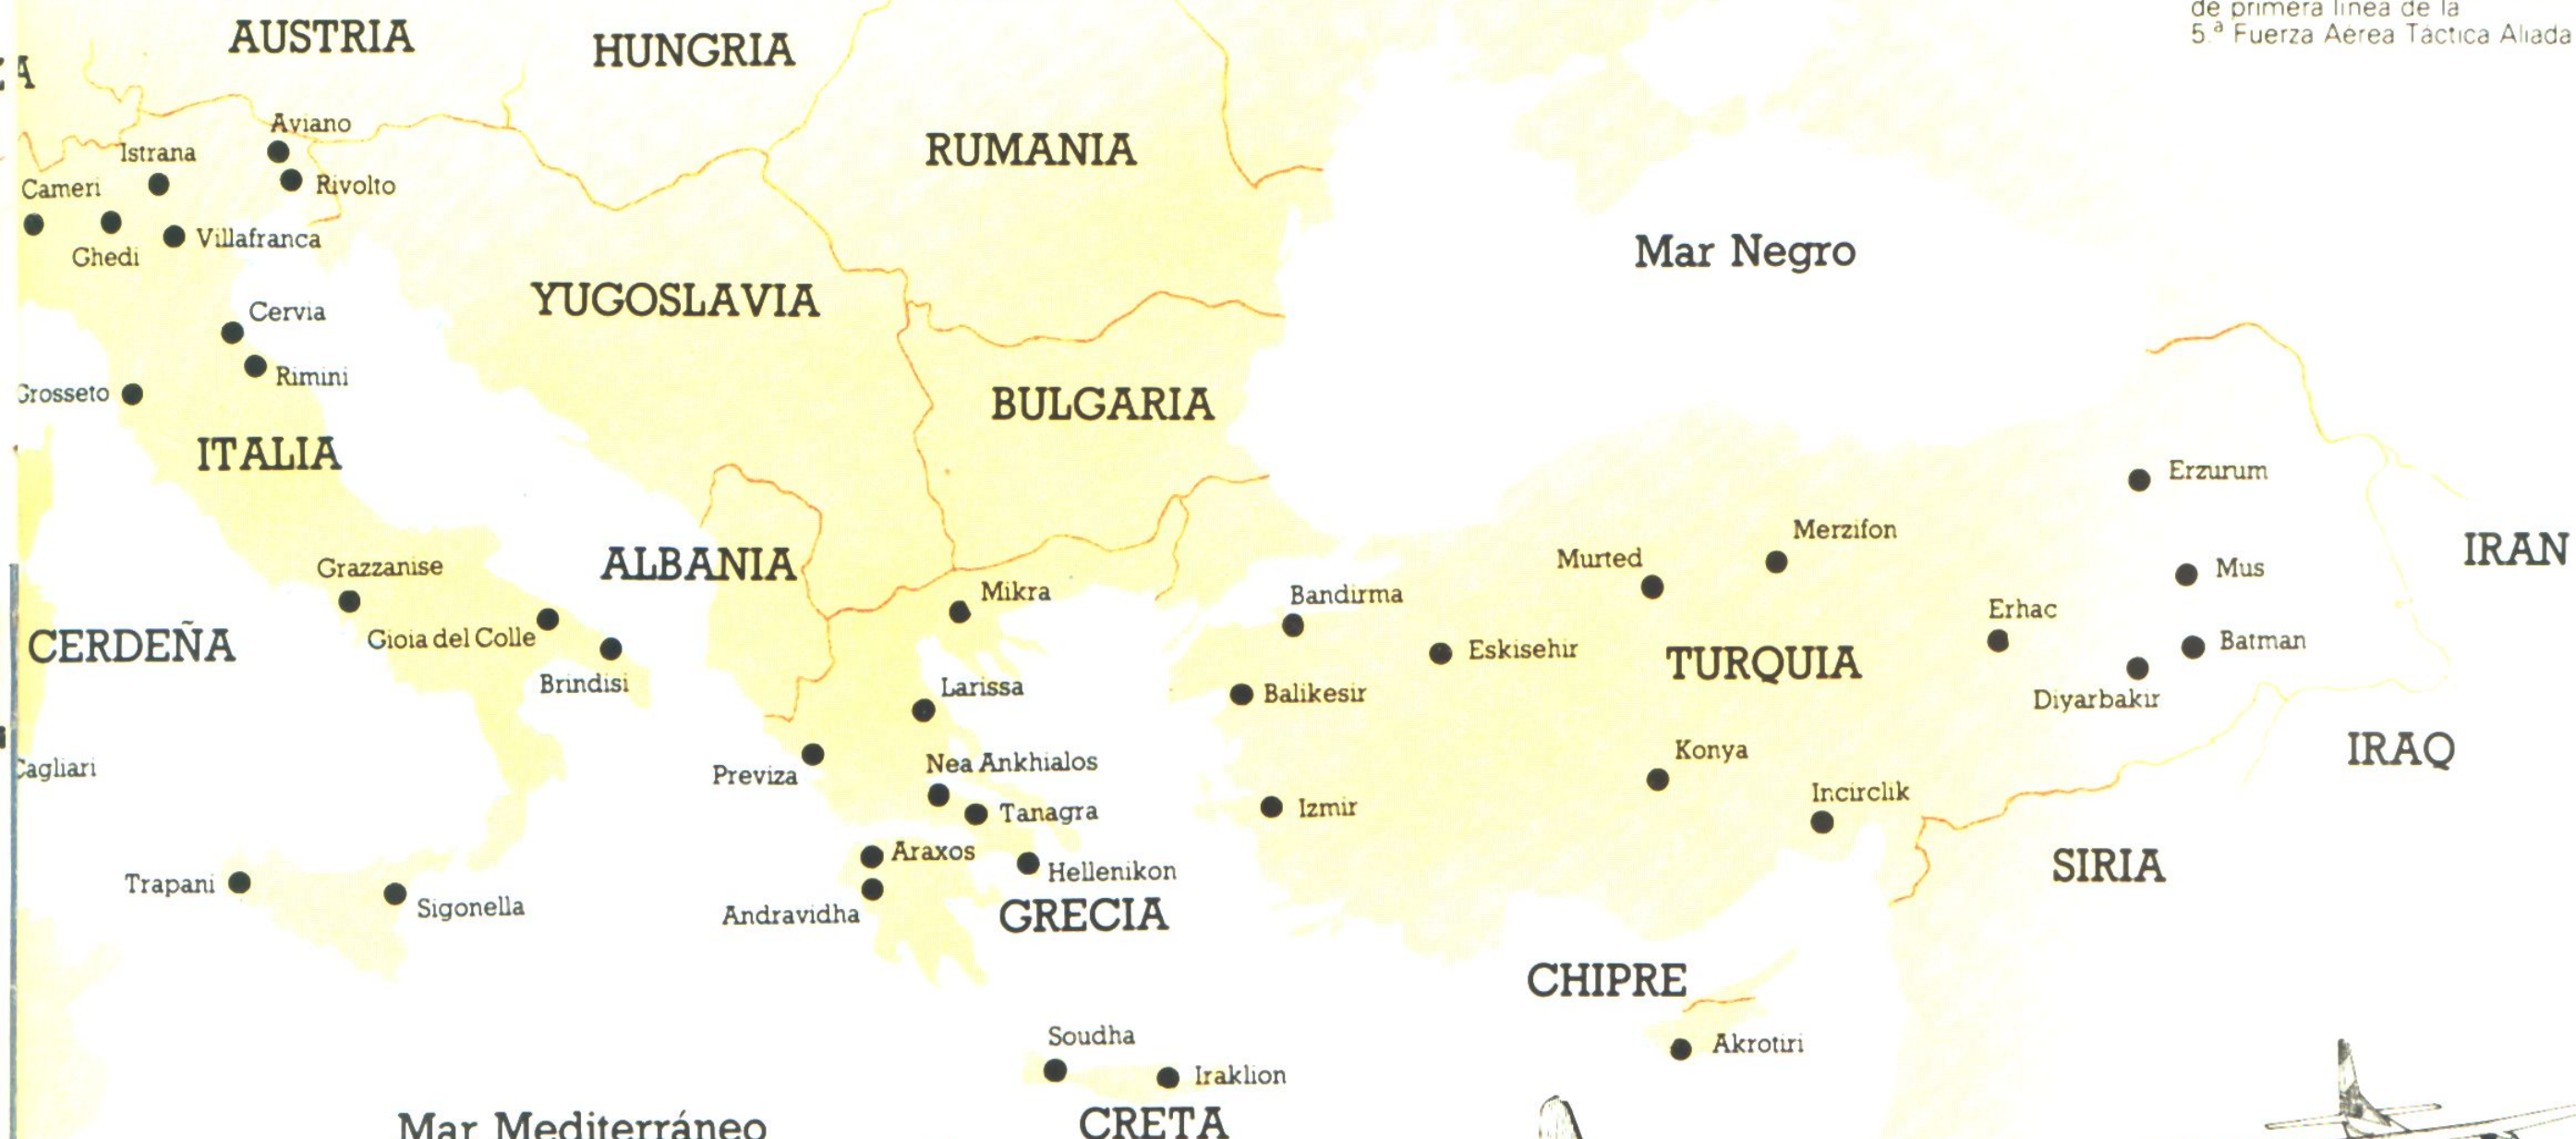 de primera línea de la
5.ª Fuerza Aérea Táctica Aliada
AUSTRIA
HUNGRIA
RUMANIA
Aviano
Istrana
Rivolto
Cameri
Ghedi
Villafranca
Mar Negro
YUGOSLAVIA
Cervia
Rimini
Grosseto
BULGARIA
ITALIA
Erzurum
Merzifon
Murted
IRAN
Grazzanise
ALBANIA
Mikra
Bandirma
Mus
Erhac
CERDEÑA
Gioia del Colle
Brindisi
Eskisehir
TURQUIA
Batman
Larissa
Balikesir
Diyarbakir
Cagliari
Previza
Nea Ankhialos
Konya
IRAQ
Tanagra
Izmir
Incirclik
Araxos
Hellenikon
SIRIA
Trapani
Sigonella
Andravidha
GRECIA
CHIPRE
Soudha
Akrotiri
Iraklion
CRETA
Mar Mediterráneo